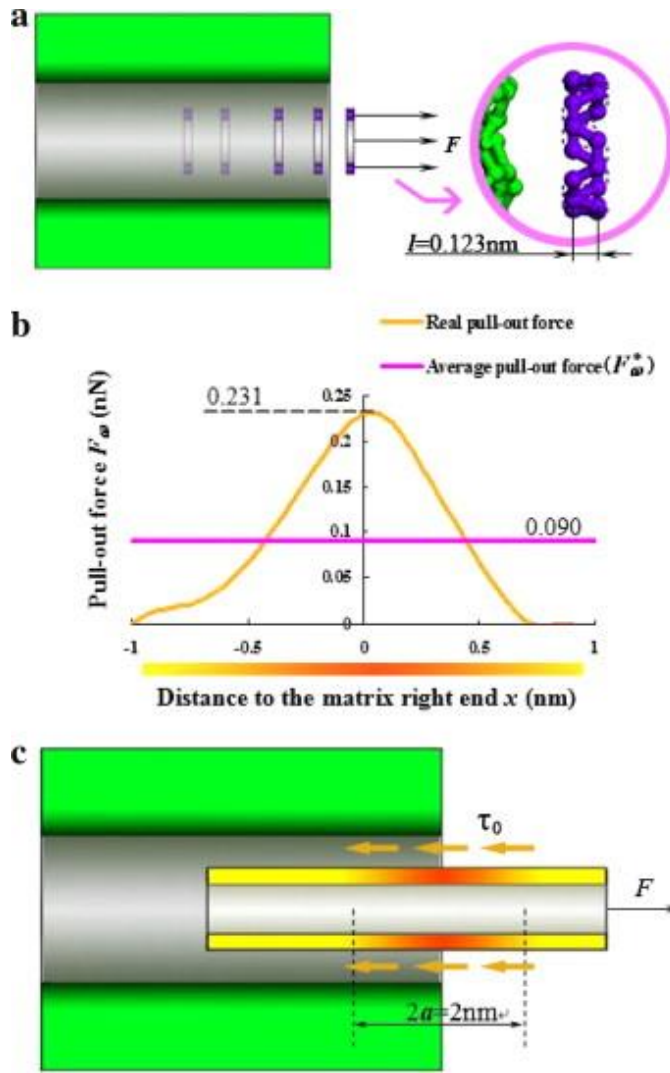 a
F
l=0.123nm
b
Real pull-out force
Average pull-out force(F*ω)
Pull-out force Fω (nN)
0.25
0.231
0.2
0.15
0.1
0.090
0.05
0
-1 -0.5 0 0.5 1
Distance to the matrix right end x (nm)
c
τ0
F
2a=2nm